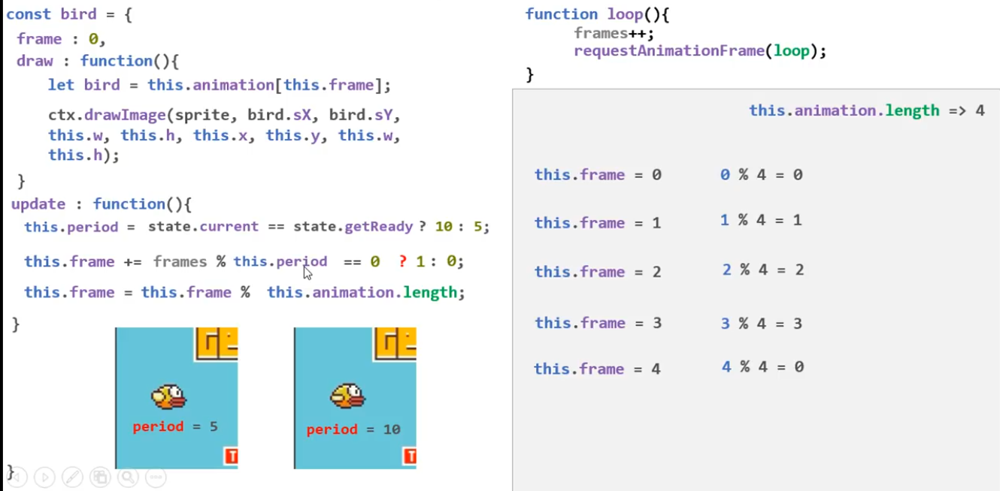 const bird = {
frame : 0,
draw : function(){
let bird = this.animation[this.frame];
ctx.drawImage(sprite, bird.sX, bird.sY,
this.w, this.h, this.x, this.y, this.w,
this.h);
}
update : function(){
this.period = state.current == state.getReady ? 10 : 5;
this.frame += frames % this.period == 0 ? 1 : 0;
this.frame = this.frame % this.animation.length;
}
period = 5
T
period = 10
T
}
function loop(){
frames++;
requestAnimationFrame(loop);
}
this.animation.length => 4
this.frame = 0 0 % 4 = 0
this.frame = 1 1 % 4 = 1
this.frame = 2 2 % 4 = 2
this.frame = 3 3 % 4 = 3
this.frame = 4 4 % 4 = 0